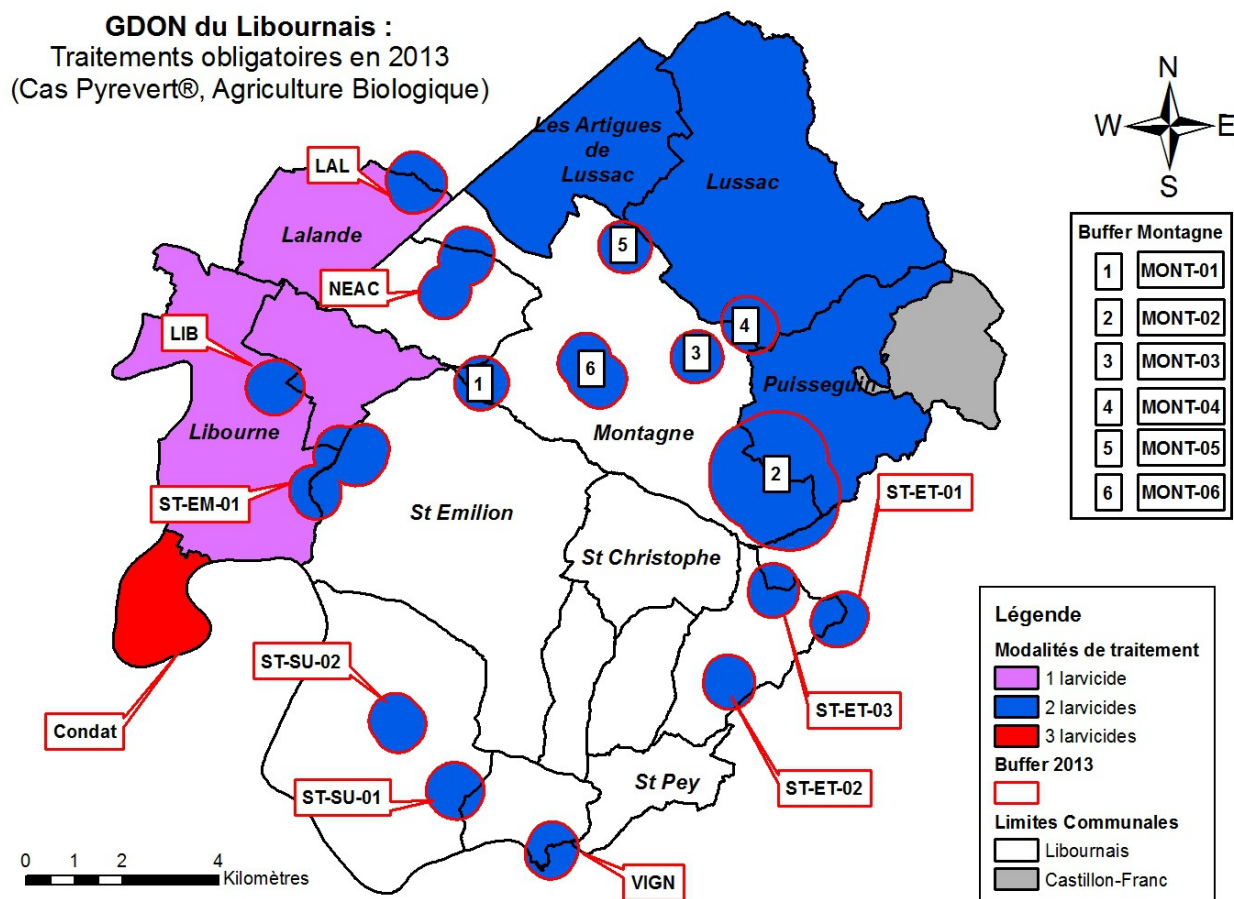 GDON du Libournais :
Traitements obligatoires en 2013
(Cas Pyrevert®, Agriculture Biologique)
N
W
E
S
Les Artigues
de
Lussac
Lussac
LAL
Lalande
5
NEAC
LIB
4
3
1
6
Puisseguin
Libourne
Montagne
2
ST-EM-01
St Emilion
ST-ET-01
St Christophe
ST-SU-02
Condat
ST-ET-03
ST-SU-01
St Pey
ST-ET-02
VIGN
0 1 2 4
Kilomètres
Buffer Montagne
1 MONT-01
2 MONT-02
3 MONT-03
4 MONT-04
5 MONT-05
6 MONT-06
Légende
Modalités de traitement
1 larvicide
2 larvicides
3 larvicides
Buffer 2013
Limites Communales
Libournais
Castillon-Franc